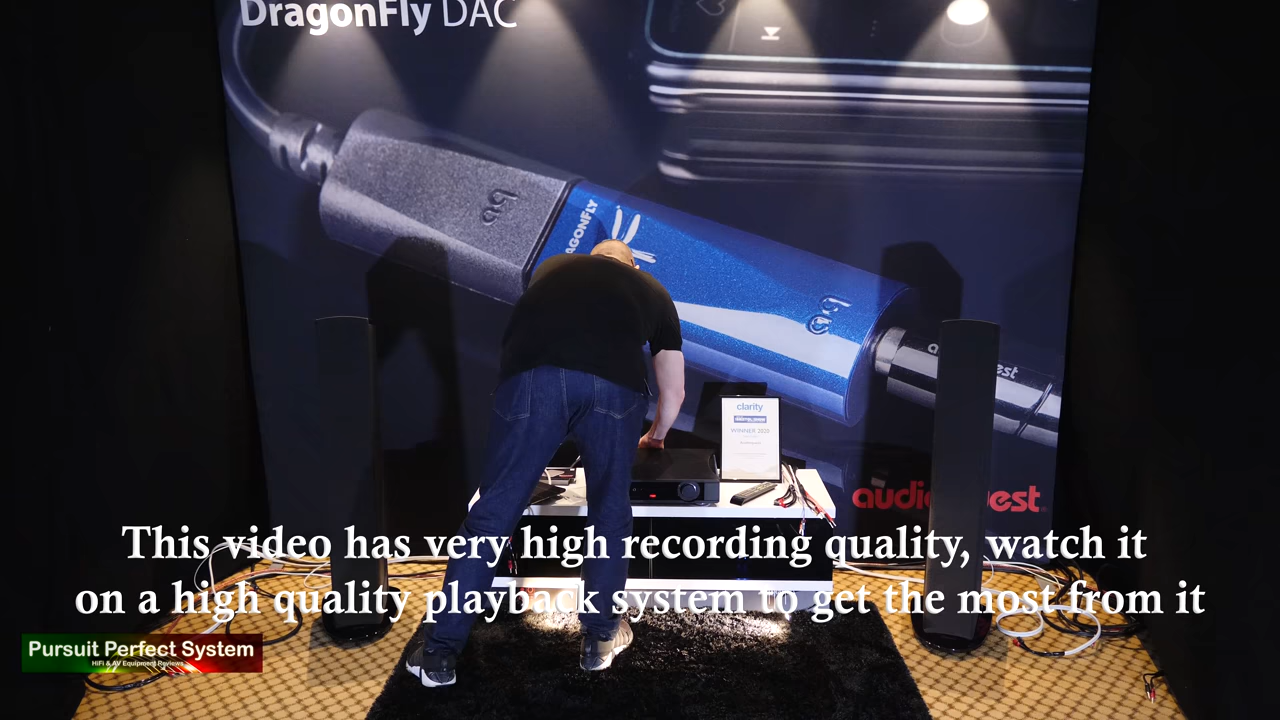 DragonFly DAC
DRAGONFLY
clarity
WINNER 2020
This video has very high recording quality, watch it
on a high quality playback system to get the most from it
Pursuit Perfect System
HiFi & AV Equipment Reviews